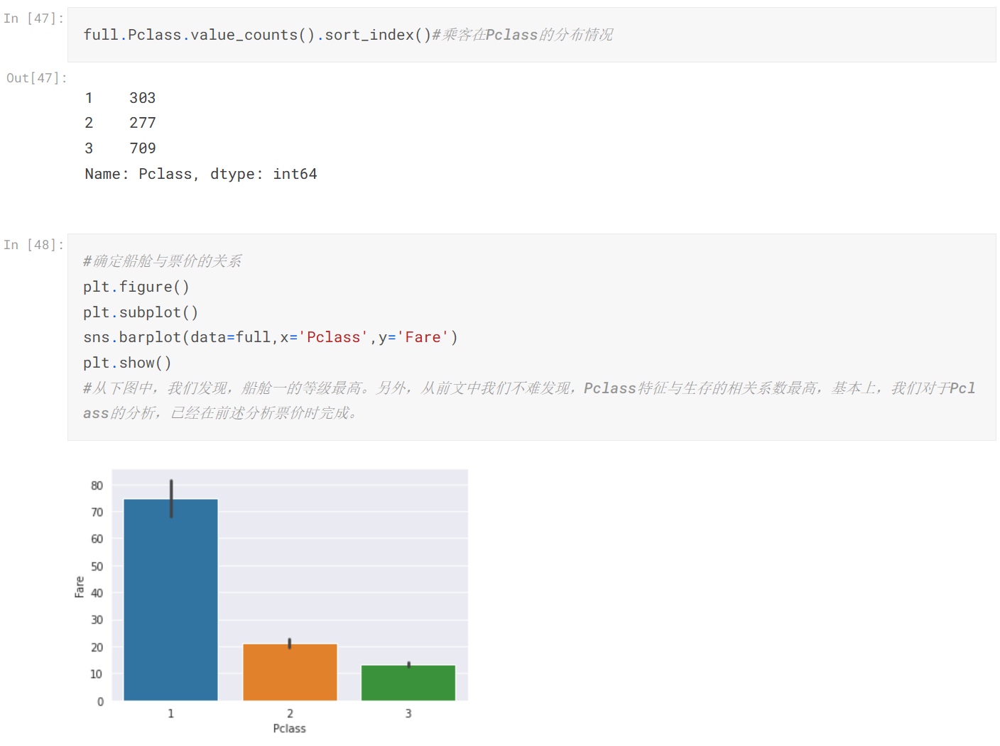 In [47]:
full.Pclass.value_counts().sort_index()#乘客在Pclass的分布情况
Out[47]:
1    303
2    277
3    709
Name: Pclass, dtype: int64
In [48]:
#确定船舱与票价的关系
plt.figure()
plt.subplot()
sns.barplot(data=full,x='Pclass',y='Fare')
plt.show()
#从下图中，我们发现，船舱一的等级最高。另外，从前文中我们不难发现，Pclass特征与生存的相关系数最高，基本上，我们对于Pcl
ass的分析，已经在前述分析票价时完成。
80
70
60
50
40
30
20
10
0
Fare
1 2 3
Pclass